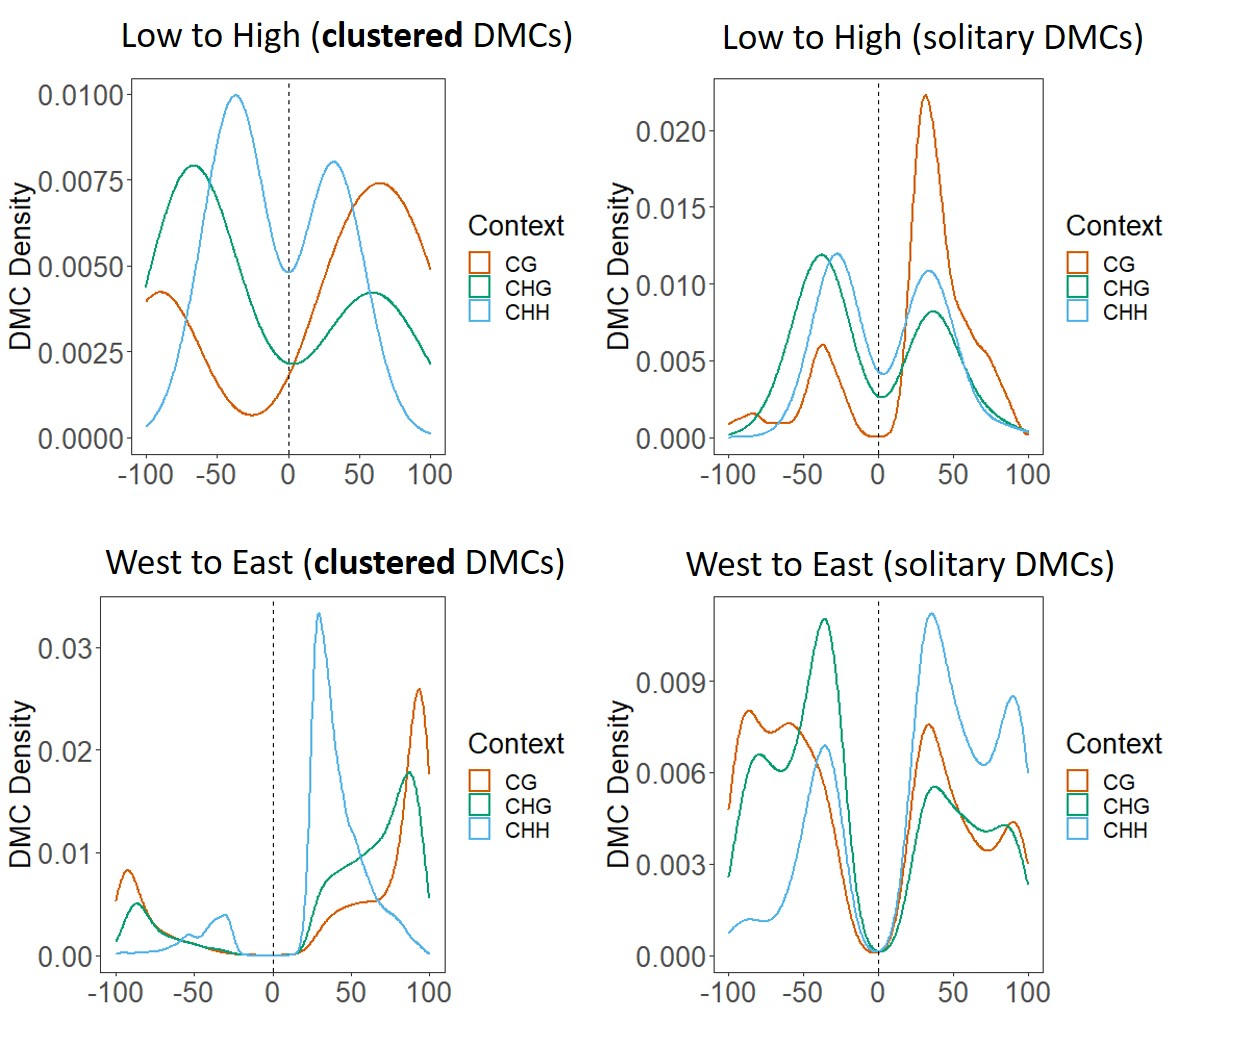 Low to High (clustered DMCs)
DMC Density
0.0100
0.0075
0.0050
0.0025
0.0000
-100 -50 0 50 100
Context
CG
CHG
CHH
Low to High (solitary DMCs)
DMC Density
0.020
0.015
0.010
0.005
0.000
-100 -50 0 50 100
Context
CG
CHG
CHH
West to East (clustered DMCs)
DMC Density
0.03
0.02
0.01
0.00
-100 -50 0 50 100
Context
CG
CHG
CHH
West to East (solitary DMCs)
DMC Density
0.009
0.006
0.003
0.000
-100 -50 0 50 100
Context
CG
CHG
CHH